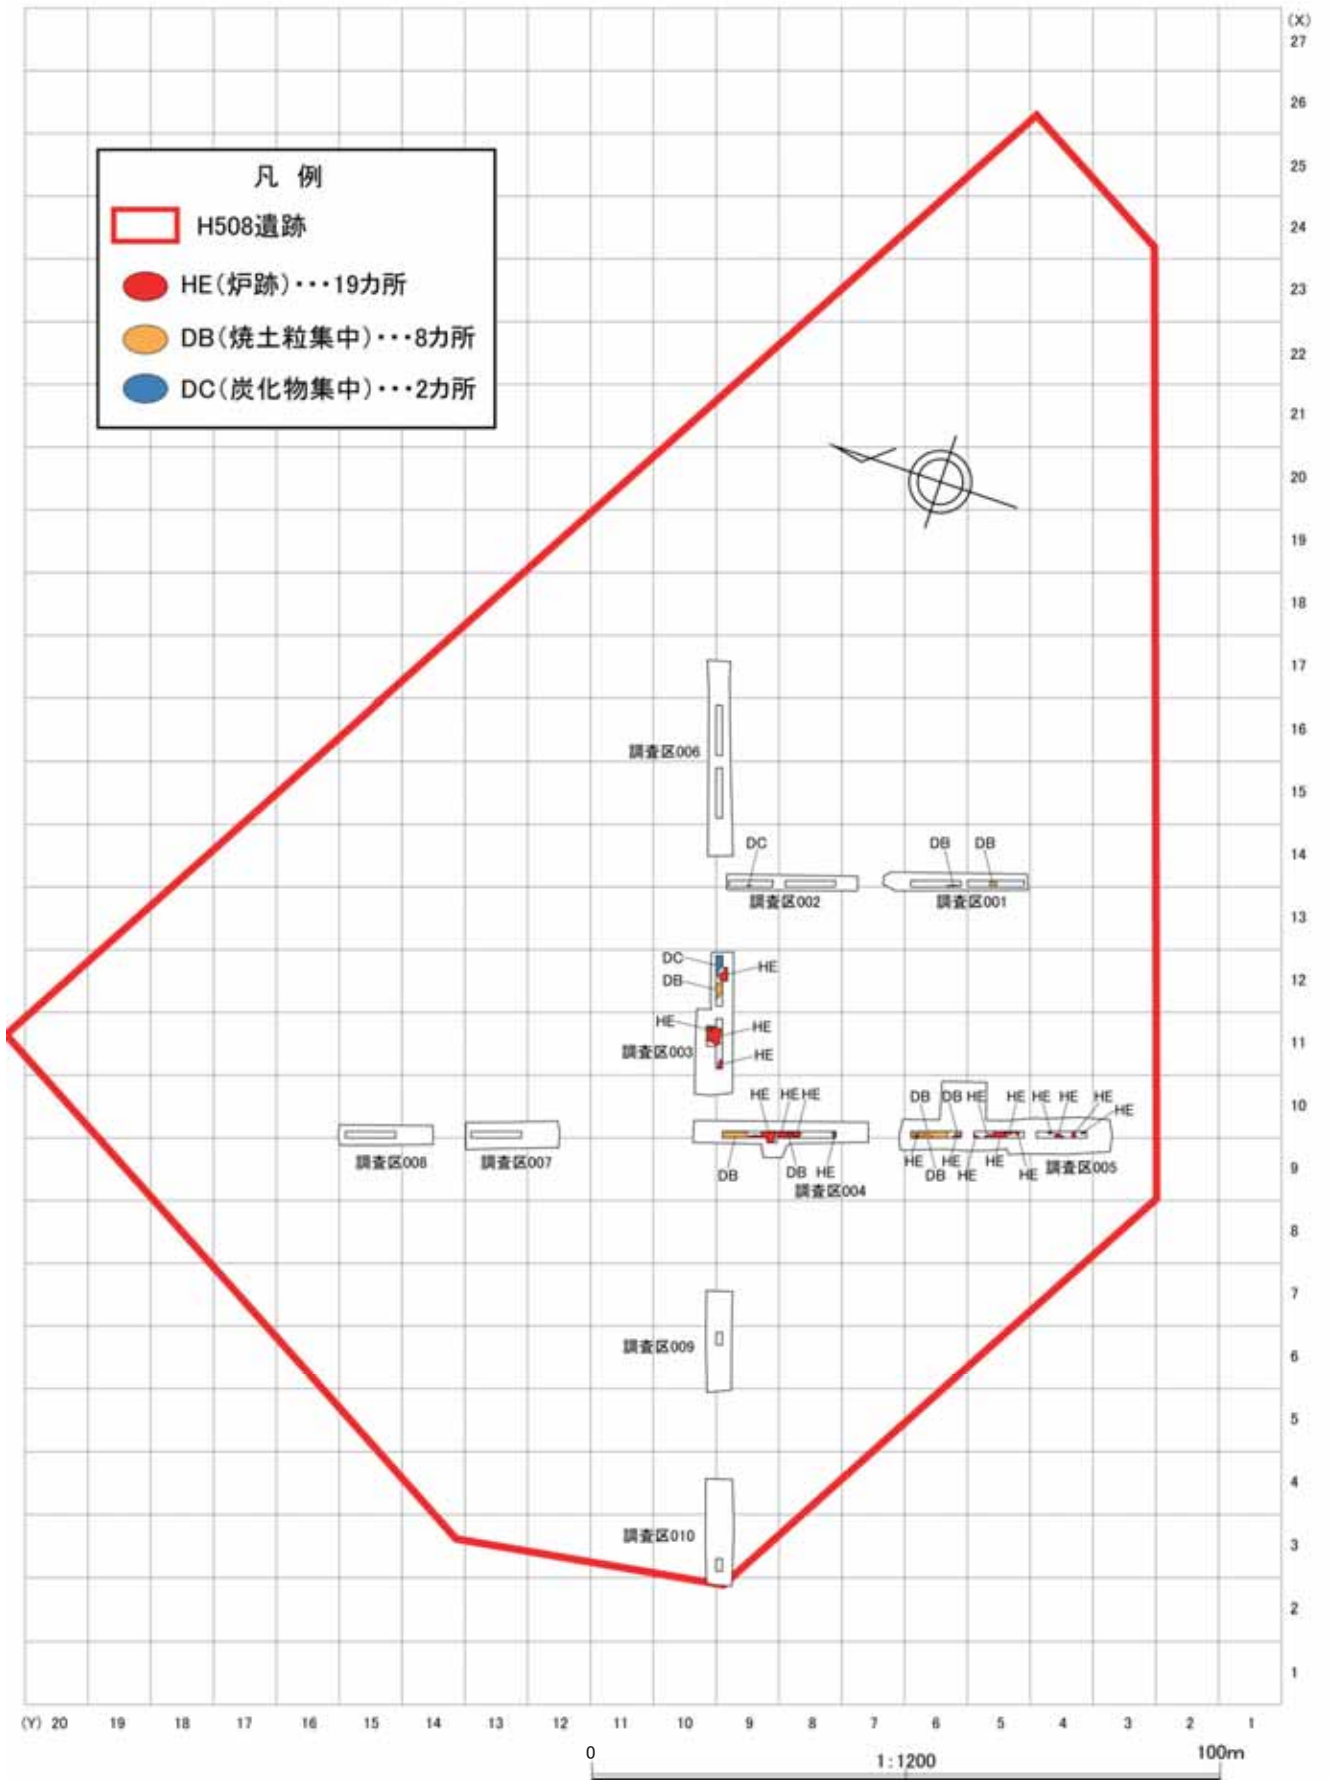 (X)
27
26
25
24
23
22
21
20
19
18
17
16
15
14
13
12
11
10
9
8
7
6
5
4
3
2
1
凡 例
H508遺跡
HE(炉跡)・・・19カ所
DB(焼土粒集中)・・・8カ所
DC(炭化物集中)・・・2カ所
調査区006
DC
DB DB
調査区002
調査区001
DC
HE
DB
HE
HE
調査区003
HE
HE HE HE
DB DB HE HE HE HE HE HE
DB DB HE
調査区004
HE HE DB HE HE HE
調査区005
調査区008
調査区007
調査区009
調査区010
(Y) 20 19 18 17 16 15 14 13 12 11 10 9 8 7 6 5 4 3 2 1
0 1:1200 100m